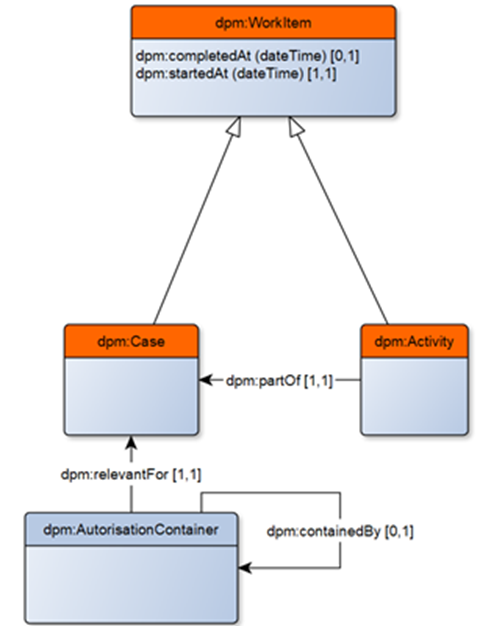 dpm:WorkItem
dpm:completedAt (dateTime) [0,1]
dpm:startedAt (dateTime) [1,1]
dpm:Case
dpm:Activity
dpm:partOf [1,1]
dpm:relevantFor [1,1]
dpm:AutorisationContainer
dpm:containedBy [0,1]